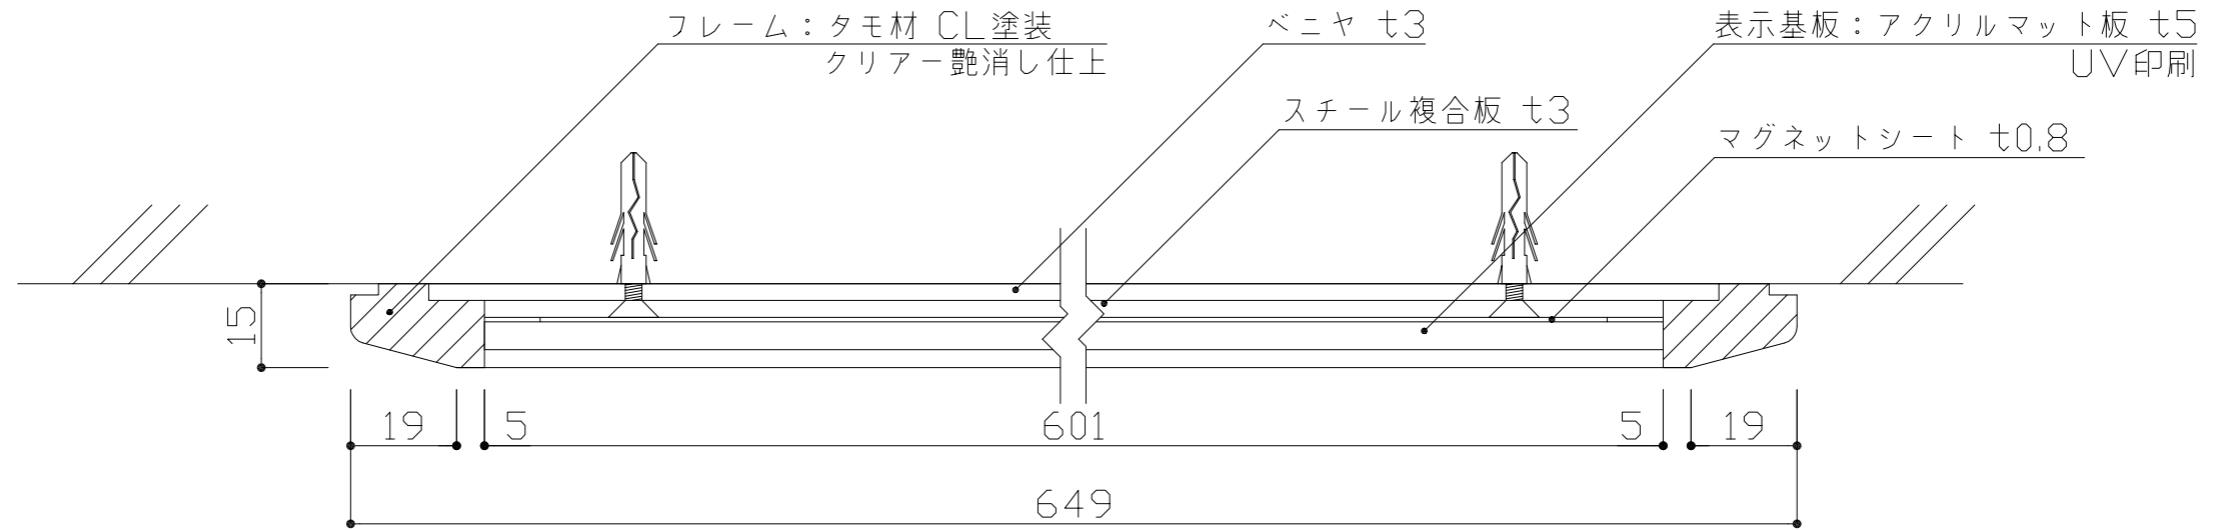 フレーム：タモ材 CL塗装
クリアー艶消し仕上
ベニヤ t3
表示基板：アクリルマット板 t5
UV印刷
スチール複合板 t3
マグネットシート t0.8
15
19 5 601 5 19
649